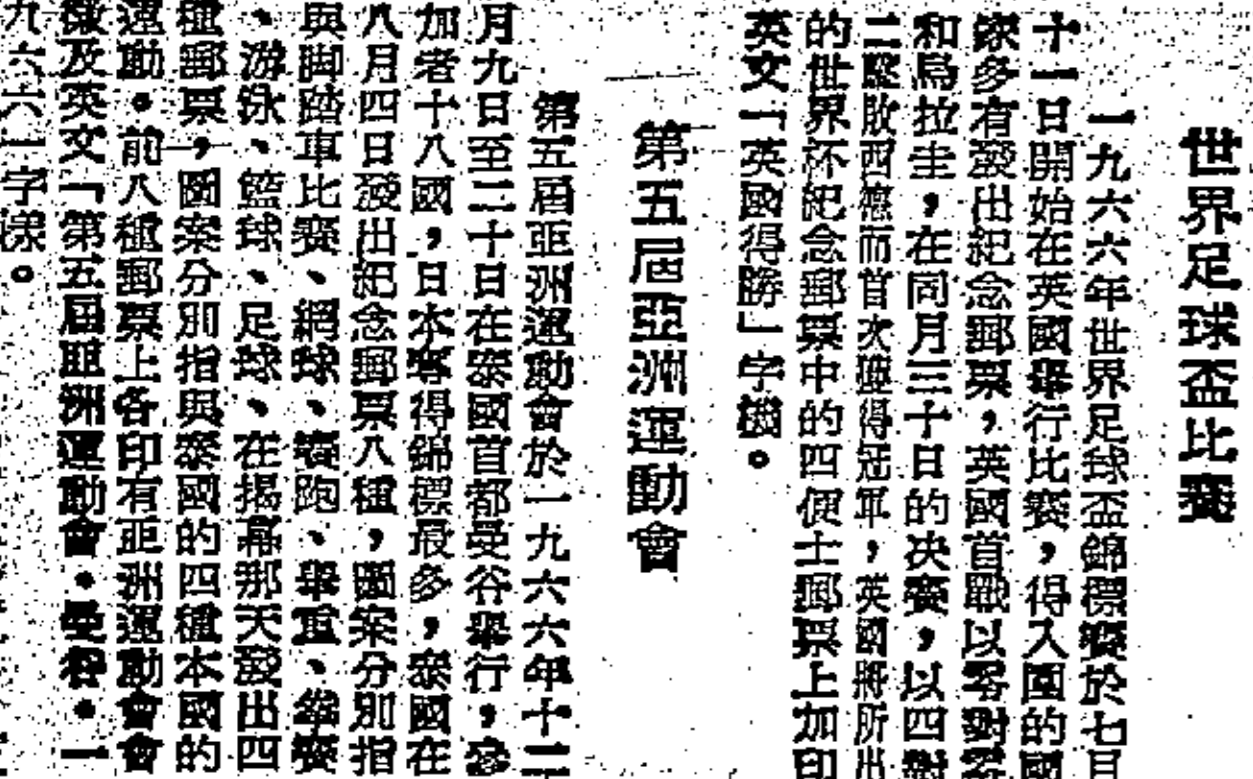 世界足球盃比賽
一九六六年世界足球盃錦標賽於七月
十一日開始在英國舉行比賽，得入圍的國
家多有發出紀念郵票，英國首戰以零對零
和烏拉圭，在同月三十日的決賽，以四對
二擊敗西德而首次獲得冠軍，英國將所出
的世界杯紀念郵票中的四便士郵票上加印
英文「英國得勝」字樣。
第五屆亞洲運動會
第五屆亞洲運動會於一九六六年十二
月九日至二十日在泰國首都曼谷舉行，參
加者十八國，日本奪得錦標最多，泰國在
八月四日發出紀念郵票八種，圖案分別指
與脚踏車比賽、網球、賽跑、舉重、拳賽
、游泳、籃球、足球、在揭幕那天發出四
種郵票，圖案分別指與泰國的四種本國的
運動。前八種郵票上各印有亞洲運動會會
徽及英文「第五屆亞洲運動會．曼谷．一
九六六」字樣。